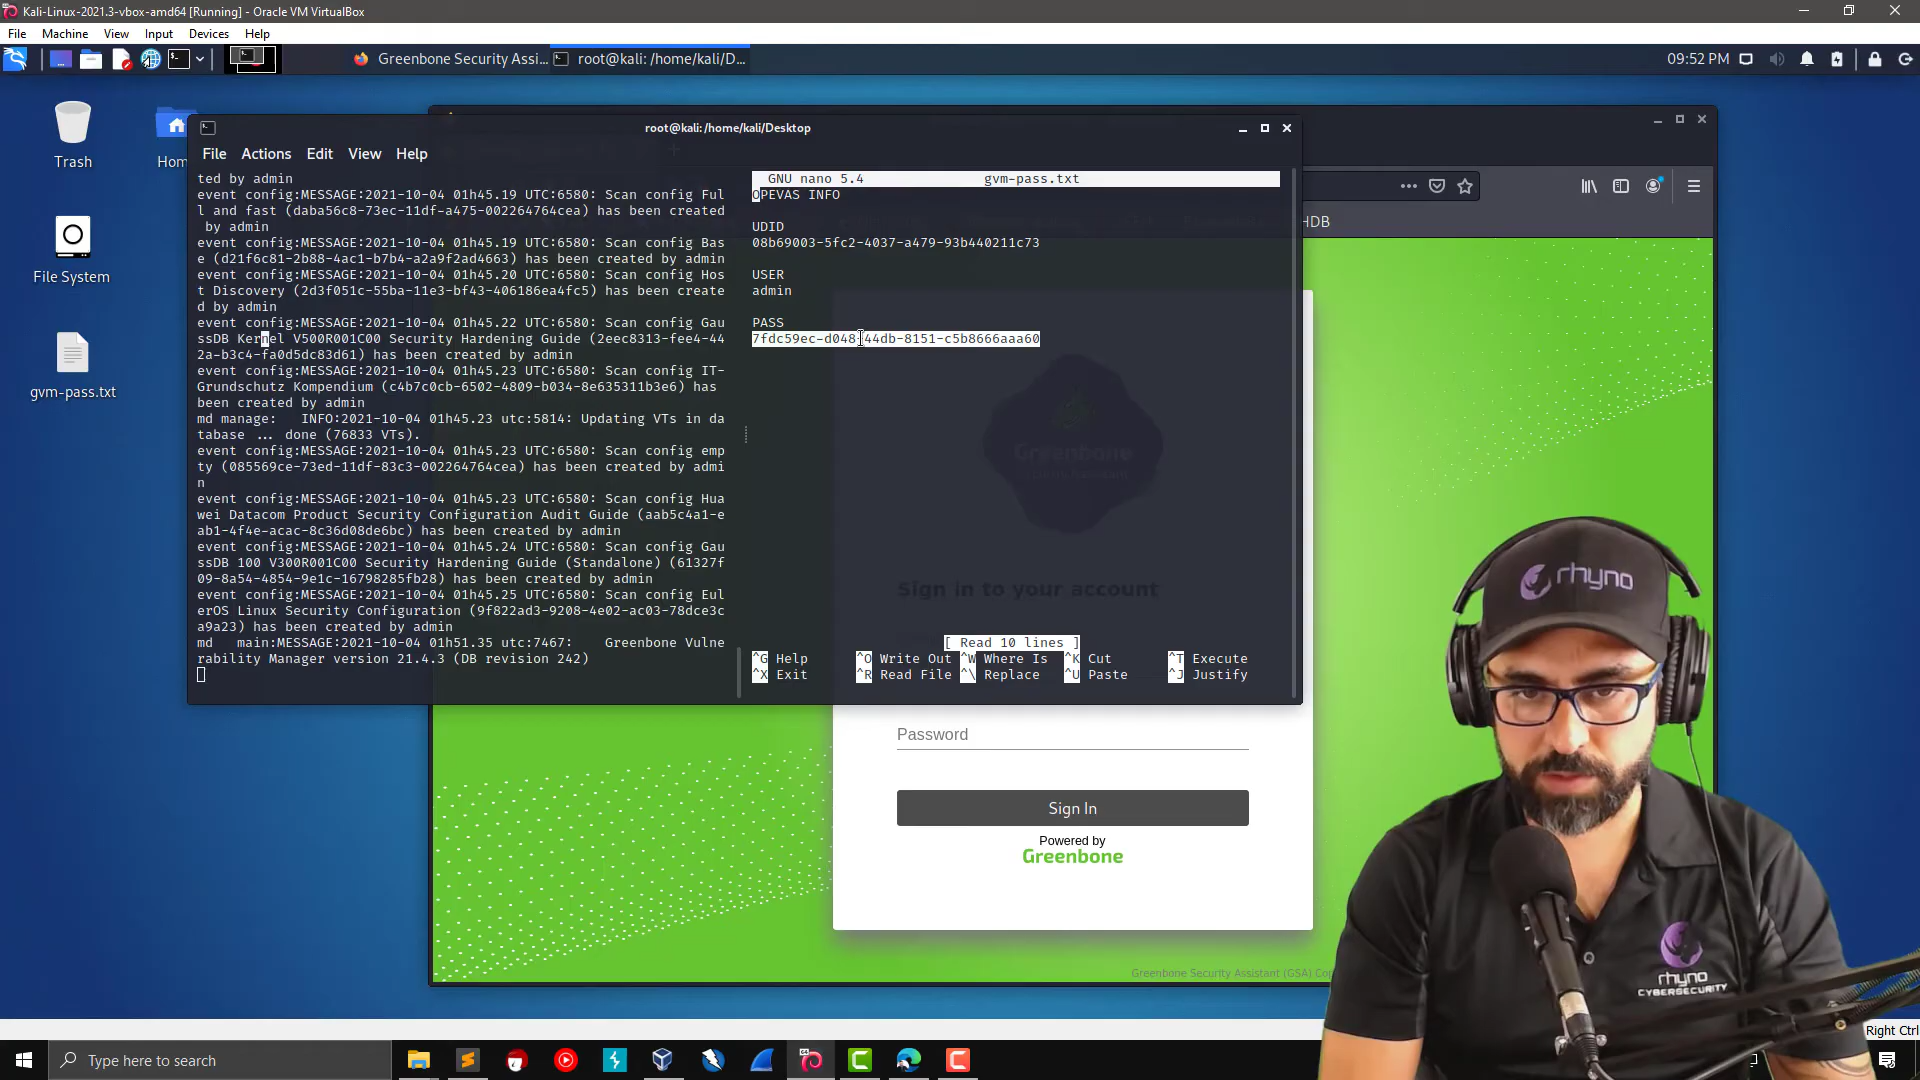 Kali-Linux-2021.3-vbox-amd64 [Running] - Oracle VM VirtualBox
File Machine View Input Devices Help
Greenbone Security Assi...
root@kali: /home/kali/D...
09:52 PM
Trash
Hom
File System
gvm-pass.txt
root@kali: /home/kali/Desktop
File Actions Edit View Help
ted by admin
event config:MESSAGE:2021-10-04 01h45.19 UTC:6580: Scan config Ful
l and fast (daba56c8-73ec-11df-a475-002264764cea) has been created
by admin
event config:MESSAGE:2021-10-04 01h45.19 UTC:6580: Scan config Bas
e (d21f6c81-2b88-4ac1-b7b4-a2a9f2ad4663) has been created by admin
event config:MESSAGE:2021-10-04 01h45.20 UTC:6580: Scan config Hos
t Discovery (2d3f051c-55ba-11e3-bf43-406186ea4fc5) has been create
d by admin
event config:MESSAGE:2021-10-04 01h45.22 UTC:6580: Scan config Gau
ssDB Kernel V500R001C00 Security Hardening Guide (2eec8313-fee4-44
2a-b3c4-fa0d5dc83d61) has been created by admin
event config:MESSAGE:2021-10-04 01h45.23 UTC:6580: Scan config IT-
Grundschutz Kompendium (c4b7c0cb-6502-4809-b034-8e635311b3e6) has
been created by admin
md manage: INFO:2021-10-04 01h45.23 utc:5814: Updating VTs in da
tabase ... done (76833 VTs).
event config:MESSAGE:2021-10-04 01h45.23 UTC:6580: Scan config emp
ty (085569ce-73ed-11df-83c3-002264764cea) has been created by admi
n
event config:MESSAGE:2021-10-04 01h45.23 UTC:6580: Scan config Hua
wei Datacom Product Security Configuration Audit Guide (aab5c4a1-e
ab1-4f4e-acac-8c36d08de6bc) has been created by admin
event config:MESSAGE:2021-10-04 01h45.24 UTC:6580: Scan config Gau
ssDB 100 V300R001C00 Security Hardening Guide (Standalone) (61327f
09-8a54-4854-9e1c-16798285fb28) has been created by admin
event config:MESSAGE:2021-10-04 01h45.25 UTC:6580: Scan config Eul
erOS Linux Security Configuration (9f822ad3-9208-4e02-ac03-78dce3c
a9a23) has been created by admin
md main:MESSAGE:2021-10-04 01h51.35 utc:7467: Greenbone Vulne
rability Manager version 21.4.3 (DB revision 242)
GNU nano 5.4 gvm-pass.txt
OPEVAS INFO
UDID
08b69003-5fc2-4037-a479-93b440211c73
USER
admin
PASS
7fdc59ec-d048-44db-8151-c5b8666aaa60
[ Read 10 lines ]
^G Help ^O Write Out ^W Where Is ^K Cut ^T Execute
^X Exit ^R Read File ^\ Replace ^U Paste ^J Justify
HDB
Greenbone
Sign in to your account
Password
Sign In
Powered by
Greenbone
Greenbone Security Assistant (GSA) Co
rhyno
rhyno
CYBERSECURITY
Right Ctrl
Type here to search